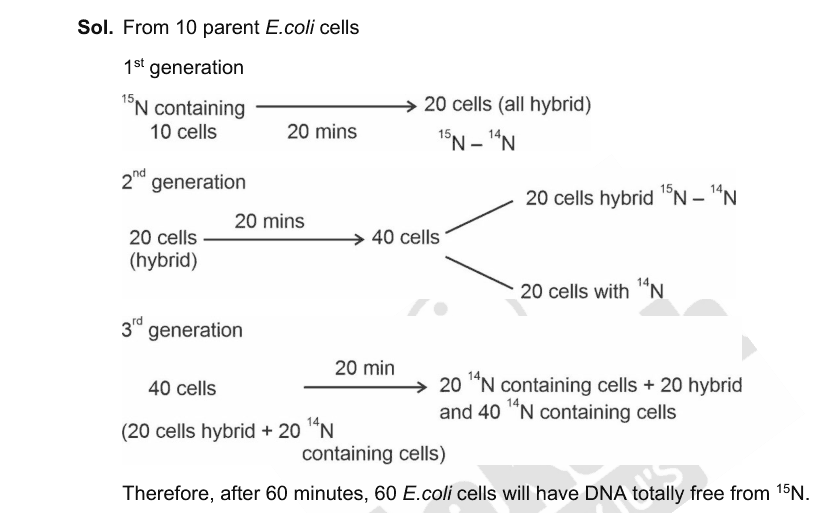 Sol. From 10 parent E.coli cells
1st generation
¹⁵N containing
10 cells
20 mins
20 cells (all hybrid)
¹⁵N – ¹⁴N
2nd generation
20 cells
(hybrid)
20 mins
40 cells
20 cells hybrid ¹⁵N – ¹⁴N
20 cells with ¹⁴N
3rd generation
40 cells
(20 cells hybrid + 20 ¹⁴N
containing cells)
20 min
20 ¹⁴N containing cells + 20 hybrid
and 40 ¹⁴N containing cells
Therefore, after 60 minutes, 60 E.coli cells will have DNA totally free from ¹⁵N.